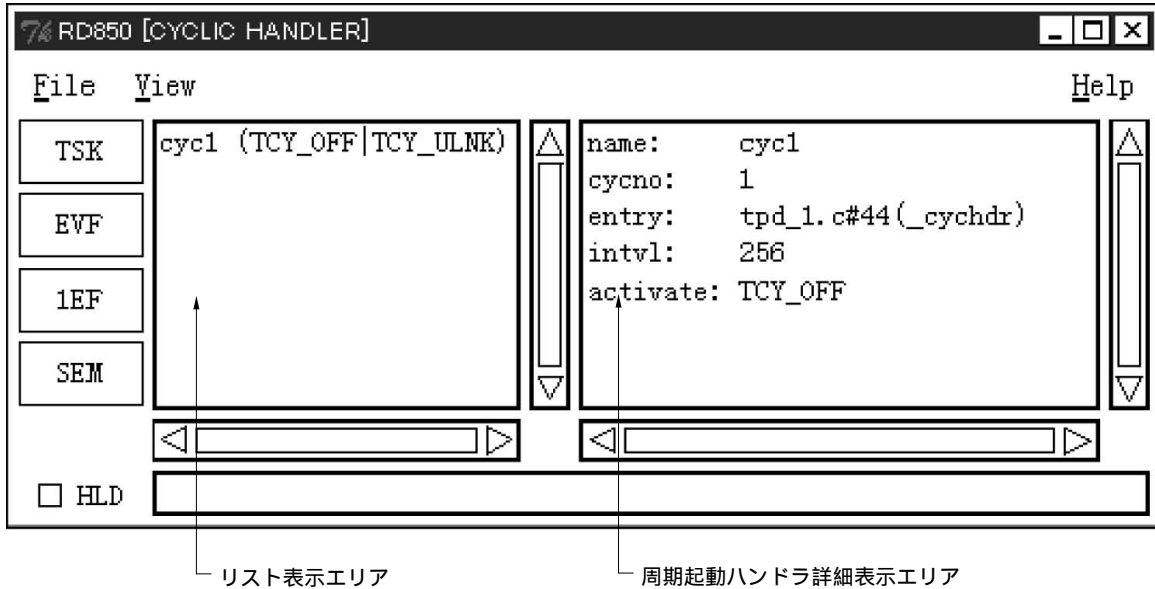 RD850 [CYCLIC HANDLER]
File View Help
TSK
EVF
1EF
SEM
cyc1 (TCY_OFF|TCY_ULNK)
name: cyc1
cycno: 1
entry: tpd_1.c#44(_cychdr)
intvl: 256
activate: TCY_OFF
HLD
リスト表示エリア
周期起動ハンドラ詳細表示エリア